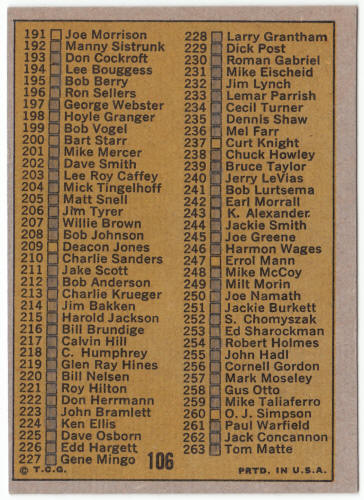 191 Joe Morrison
192 Manny Sistrunk
193 Don Cockroft
194 Lee Bouggess
195 Bob Berry
196 Ron Sellers
197 George Webster
198 Hoyle Granger
199 Bob Vogel
200 Bart Starr
201 Mike Mercer
202 Dave Smith
203 Lee Roy Caffey
204 Mick Tingelhoff
205 Matt Snell
206 Jim Tyrer
207 Willie Brown
208 Bob Johnson
209 Deacon Jones
210 Charlie Sanders
211 Jake Scott
212 Bob Anderson
213 Charlie Krueger
214 Jim Bakken
215 Harold Jackson
216 Bill Brundige
217 Calvin Hill
218 C. Humphrey
219 Glen Ray Hines
220 Bill Nelsen
221 Roy Hilton
222 Don Herrmann
223 John Bramlett
224 Ken Ellis
225 Dave Osborn
226 Edd Hargett
227 Gene Mingo
228 Larry Grantham
229 Dick Post
230 Roman Gabriel
231 Mike Eischeid
232 Jim Lynch
233 Lemar Parrish
234 Cecil Turner
235 Dennis Shaw
236 Mel Farr
237 Curt Knight
238 Chuck Howley
239 Bruce Taylor
240 Jerry LeVias
241 Bob Lurtsema
242 Earl Morrall
243 K. Alexander
244 Jackie Smith
245 Joe Greene
246 Harmon Wages
247 Errol Mann
248 Mike McCoy
249 Milt Morin
250 Joe Namath
251 Jackie Burkett
252 S. Chomyszak
253 Ed Sharockman
254 Robert Holmes
255 John Hadl
256 Cornell Gordon
257 Mark Moseley
258 Gus Otto
259 Mike Taliaferro
260 O. J. Simpson
261 Paul Warfield
262 Jack Concannon
263 Tom Matte
© T.C.G. 106 PRTD. IN U.S.A.